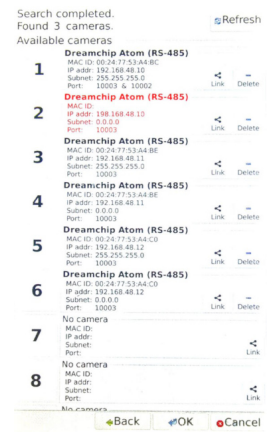 Search completed.
Found 3 cameras.
Refresh
Available cameras
1
Dreamchip Atom (RS-485)
MAC ID: 00:24:77:53:A4:BC
IP addr: 192.168.48.10
Subnet: 255.255.255.0
Port: 10003 & 10002
Link Delete
2
Dreamchip Atom (RS-485)
MAC ID:
IP addr: 198.168.48.10
Subnet: 0.0.0.0
Port: 10003
Link Delete
3
Dreamchip Atom (RS-485)
MAC ID: 00:24:77:53:A4:BE
IP addr: 192.168.48.11
Subnet: 255.255.255.0
Port: 10003
Link Delete
4
Dreamchip Atom (RS-485)
MAC ID: 00:24:77:53:A4:BE
IP addr: 192.168.48.11
Subnet: 0.0.0.0
Port: 10003
Link Delete
5
Dreamchip Atom (RS-485)
MAC ID: 00:24:77:53:A4:C0
IP addr: 192.168.48.12
Subnet: 255.255.255.0
Port: 10003
Link Delete
6
Dreamchip Atom (RS-485)
MAC ID: 00:24:77:53:A4:C0
IP addr: 192.168.48.12
Subnet: 0.0.0.0
Port: 10003
Link Delete
7
No camera
MAC ID:
IP addr:
Subnet:
Port:
Link
8
No camera
MAC ID:
IP addr:
Subnet:
Port:
Link
No camera
Back OK Cancel